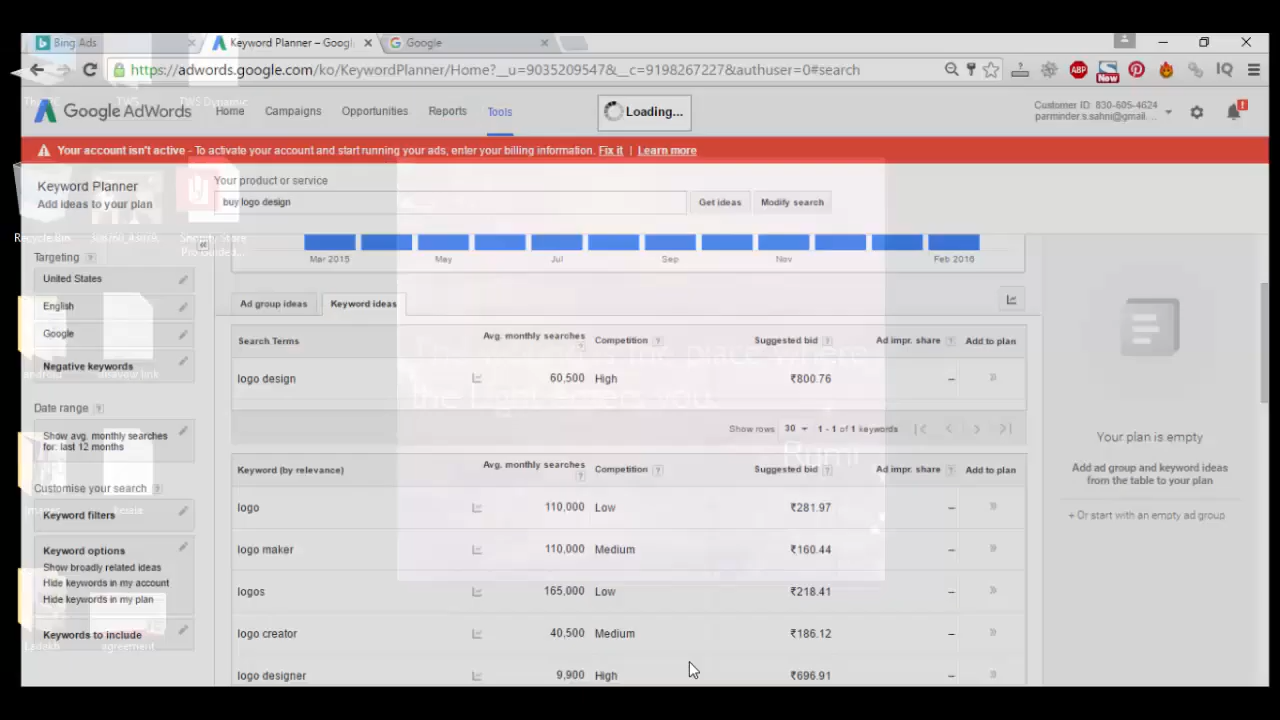 Bing Ads
Keyword Planner – Googl
Google
https://adwords.google.com/ko/KeywordPlanner/Home?__u=9035209547&__c=9198267227&authuser=0#search
ABP
New
IQ
Google AdWords
Home
Campaigns
Opportunities
Reports
Tools
Loading...
Customer ID: 830-605-4624
parminder.s.sahni@gmail. ...
Your account isn't active - To activate your account and start running your ads, enter your billing information. Fix it | Learn more
Keyword Planner
Add ideas to your plan
Your product or service
buy logo design
Get ideas
Modify search
Recycle Bin
Mar 2015 May Jul Sep Nov Feb 2016
Targeting ?
United States
English
Google
Negative keywords
Date range ?
Show avg. monthly searches
for: last 12 months
Customise your search ?
Keyword filters
Keyword options
Show broadly related ideas
Hide keywords in my account
Hide keywords in my plan
Keywords to include
Ladakh
agreement
Ad group ideas
Keyword ideas
Search Terms Avg. monthly searches ? Competition ? Suggested bid ? Ad impr. share ? Add to plan
logo design 60,500 High ₹800.76 –
Show rows 30 1 - 1 of 1 keywords
Rumi
Keyword (by relevance) Avg. monthly searches ? Competition ? Suggested bid ? Ad impr. share ? Add to plan
logo 110,000 Low ₹281.97 –
logo maker 110,000 Medium ₹160.44 –
logos 165,000 Low ₹218.41 –
logo creator 40,500 Medium ₹186.12 –
logo designer 9,900 High ₹696.91 –
Your plan is empty
Add ad group and keyword ideas
from the table to your plan
+ Or start with an empty ad group